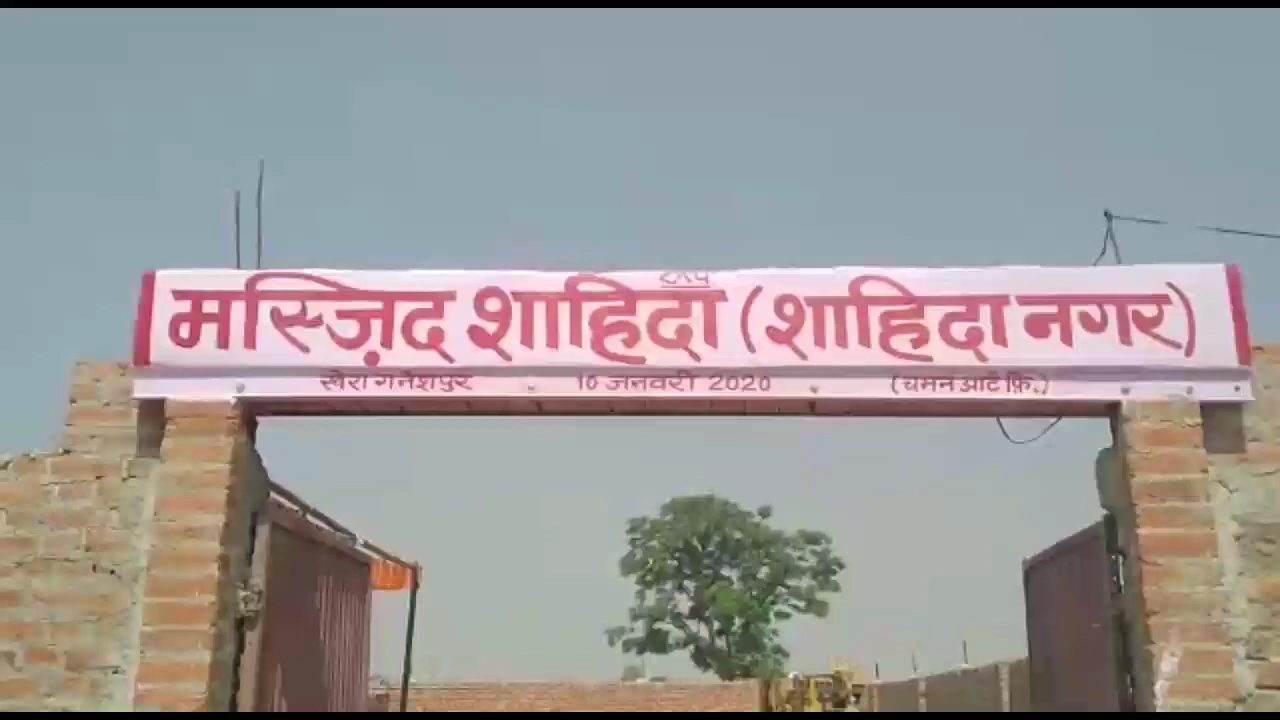 मस्ज़िद शाहिदा (शाहिदा नगर)
खेरा गनेशपुर 10 जनवरी 2020 (चमन आर्ट फ़ि.)